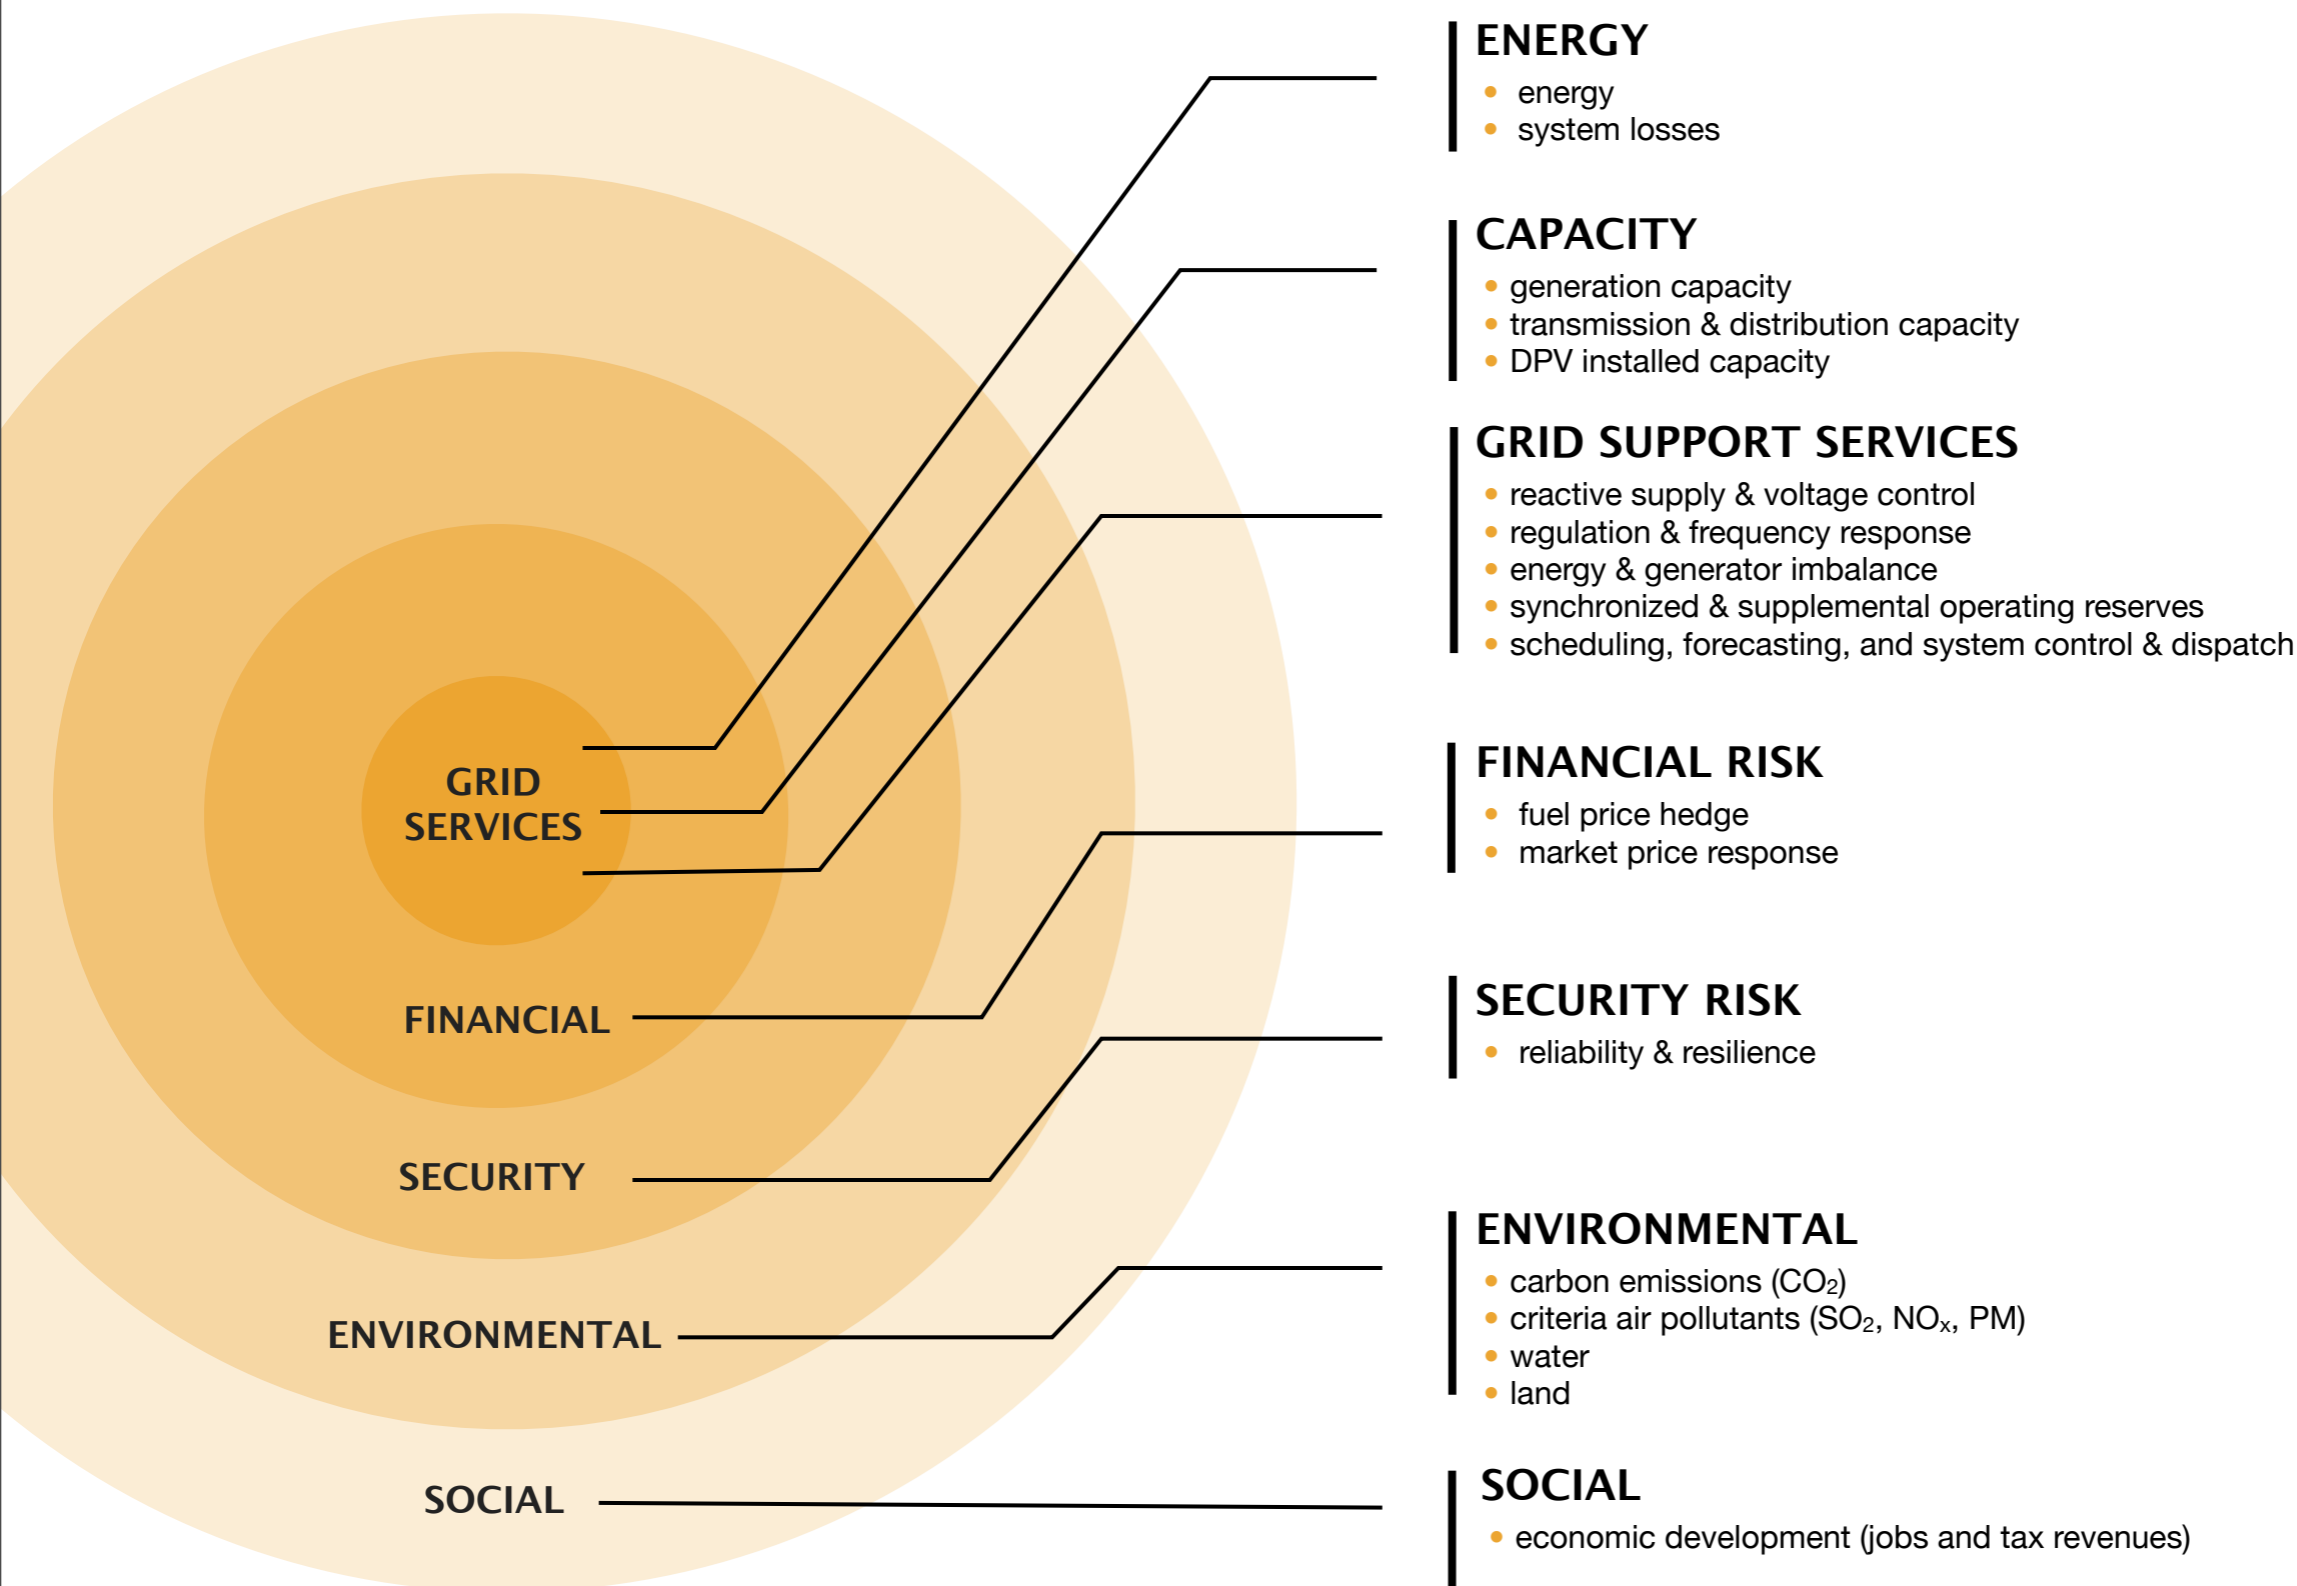 ENERGY
• energy
• system losses
CAPACITY
• generation capacity
• transmission & distribution capacity
• DPV installed capacity
GRID SUPPORT SERVICES
• reactive supply & voltage control
• regulation & frequency response
• energy & generator imbalance
• synchronized & supplemental operating reserves
• scheduling, forecasting, and system control & dispatch
GRID
SERVICES
FINANCIAL RISK
• fuel price hedge
• market price response
FINANCIAL
SECURITY RISK
• reliability & resilience
SECURITY
ENVIRONMENTAL
• carbon emissions (CO₂)
• criteria air pollutants (SO₂, NOₓ, PM)
• water
• land
ENVIRONMENTAL
SOCIAL
• economic development (jobs and tax revenues)
SOCIAL